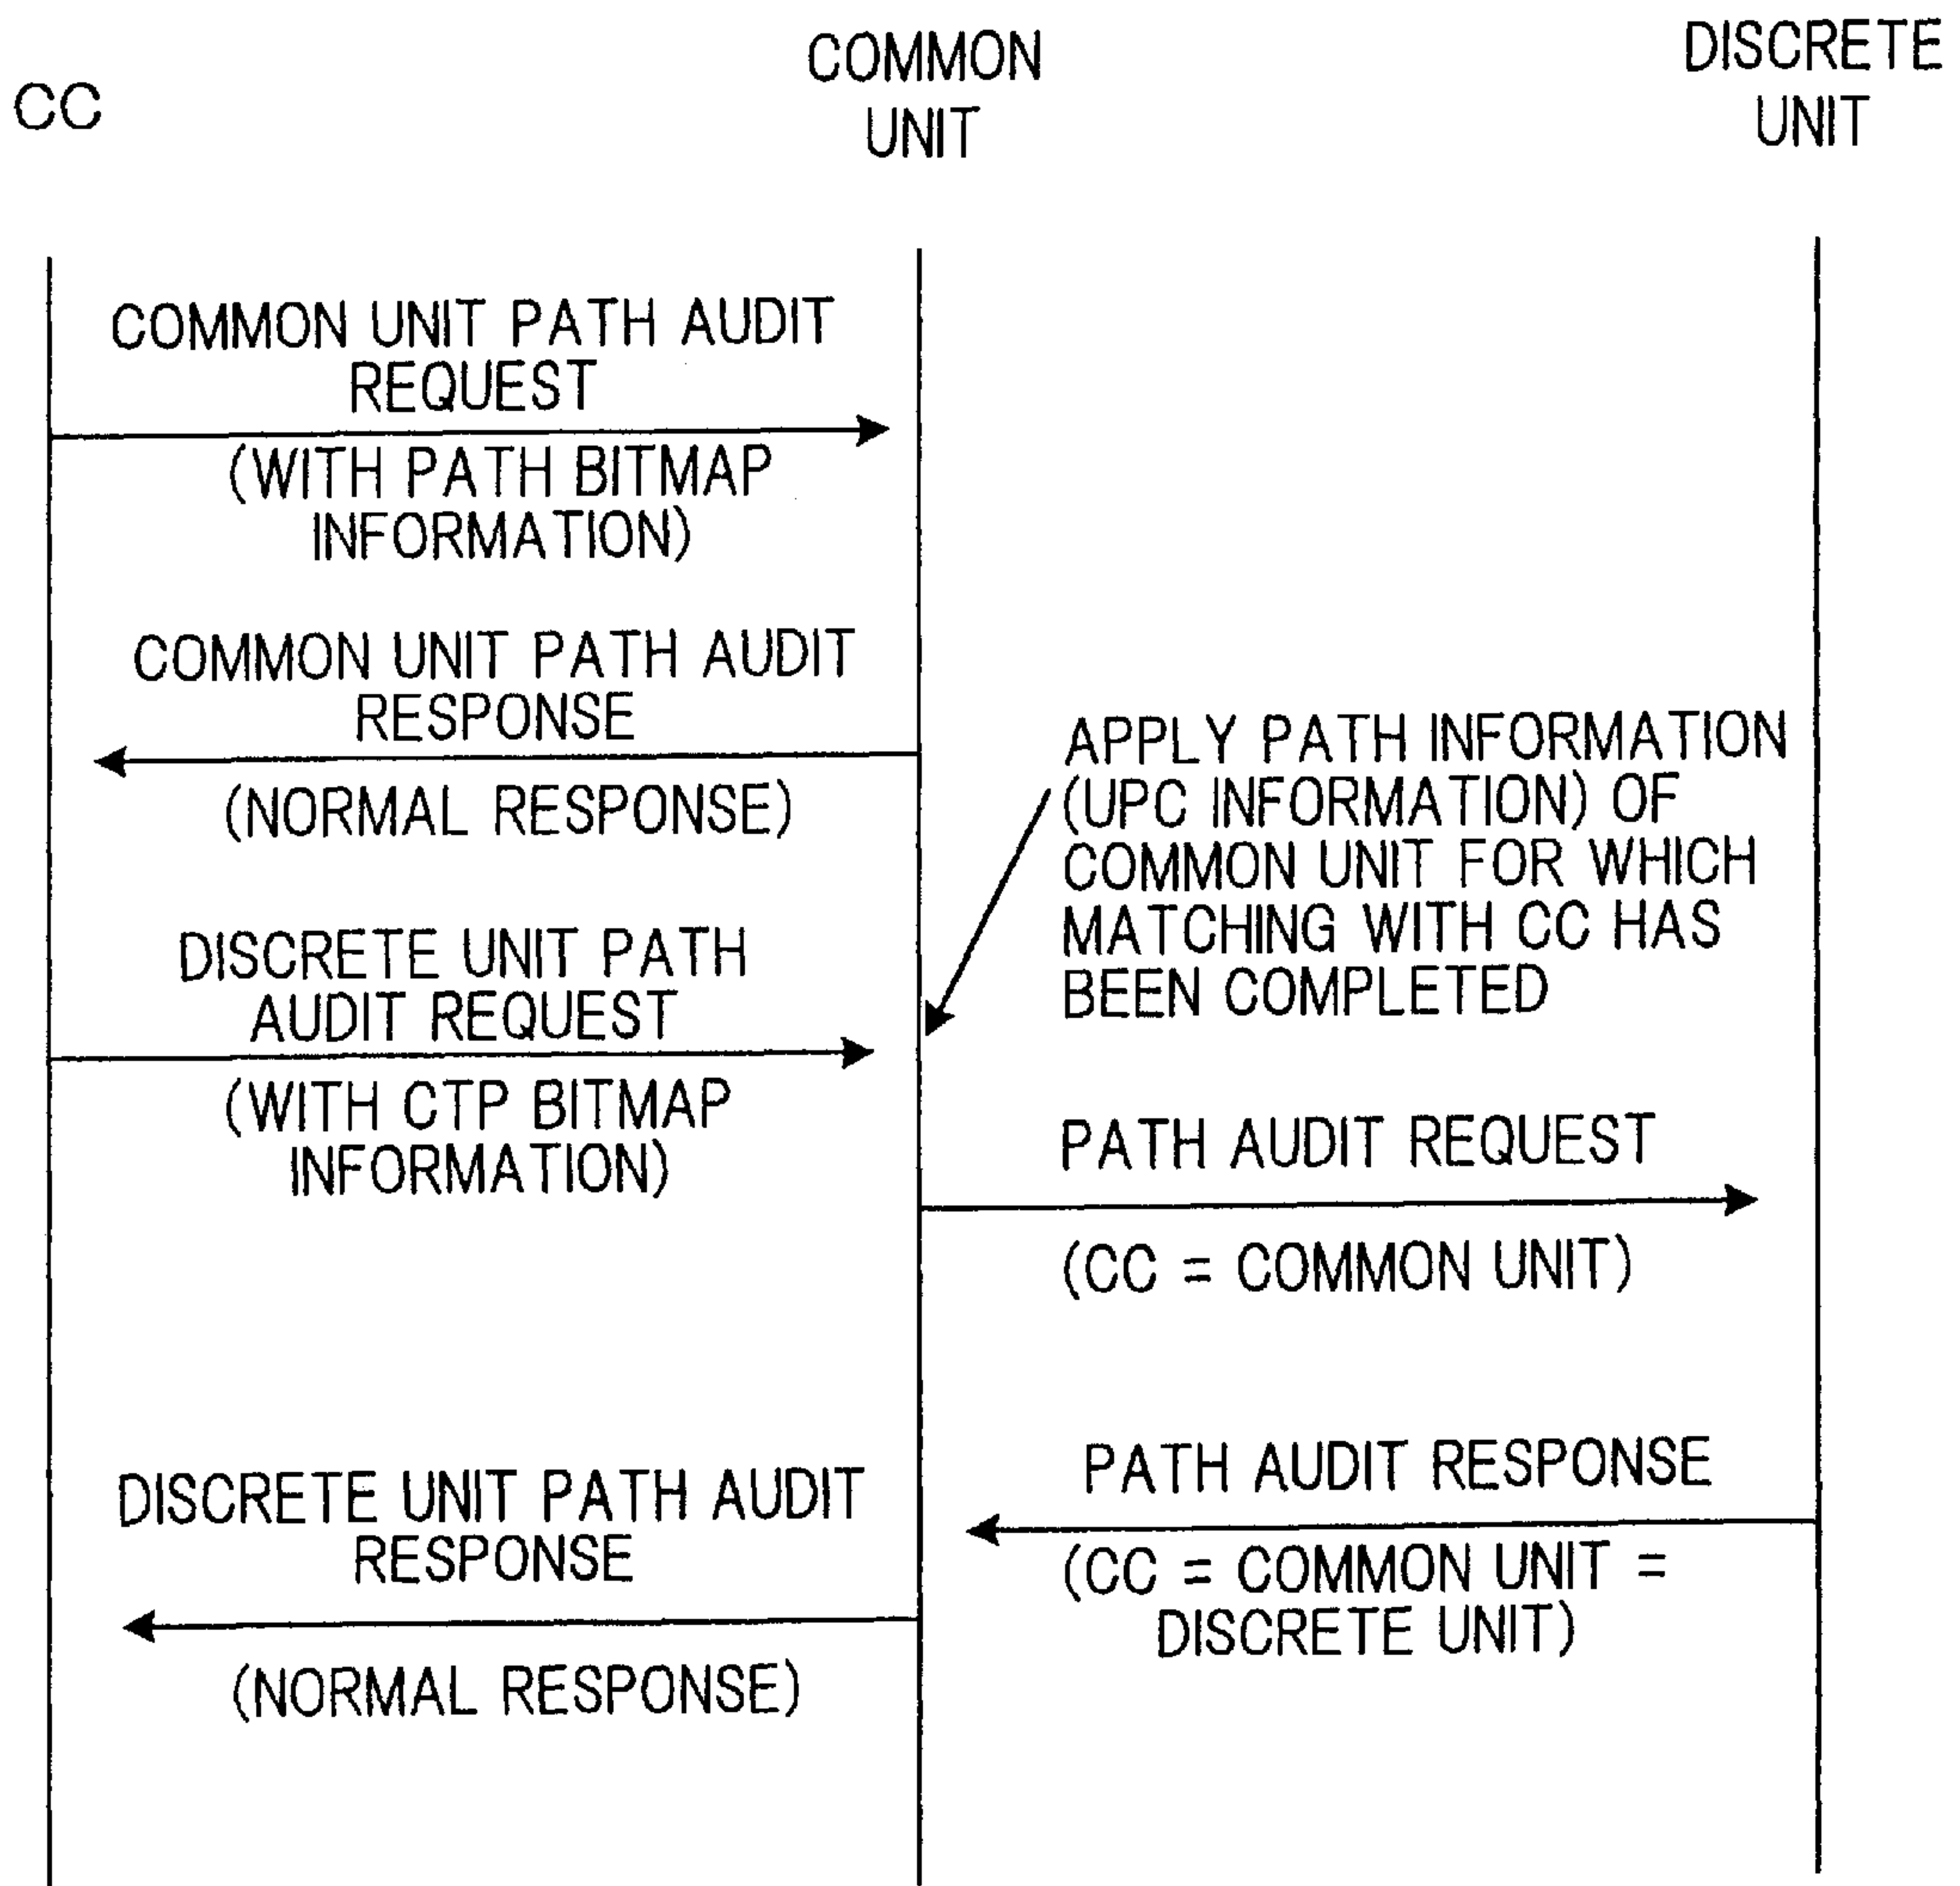 CC
COMMON
UNIT
DISCRETE
UNIT
COMMON UNIT PATH AUDIT
REQUEST
(WITH PATH BITMAP
INFORMATION)
COMMON UNIT PATH AUDIT
RESPONSE
(NORMAL RESPONSE)
APPLY PATH INFORMATION
(UPC INFORMATION) OF
COMMON UNIT FOR WHICH
MATCHING WITH CC HAS
BEEN COMPLETED
DISCRETE UNIT PATH
AUDIT REQUEST
(WITH CTP BITMAP
INFORMATION)
PATH AUDIT REQUEST
(CC = COMMON UNIT)
PATH AUDIT RESPONSE
(CC = COMMON UNIT =
DISCRETE UNIT)
DISCRETE UNIT PATH AUDIT
RESPONSE
(NORMAL RESPONSE)